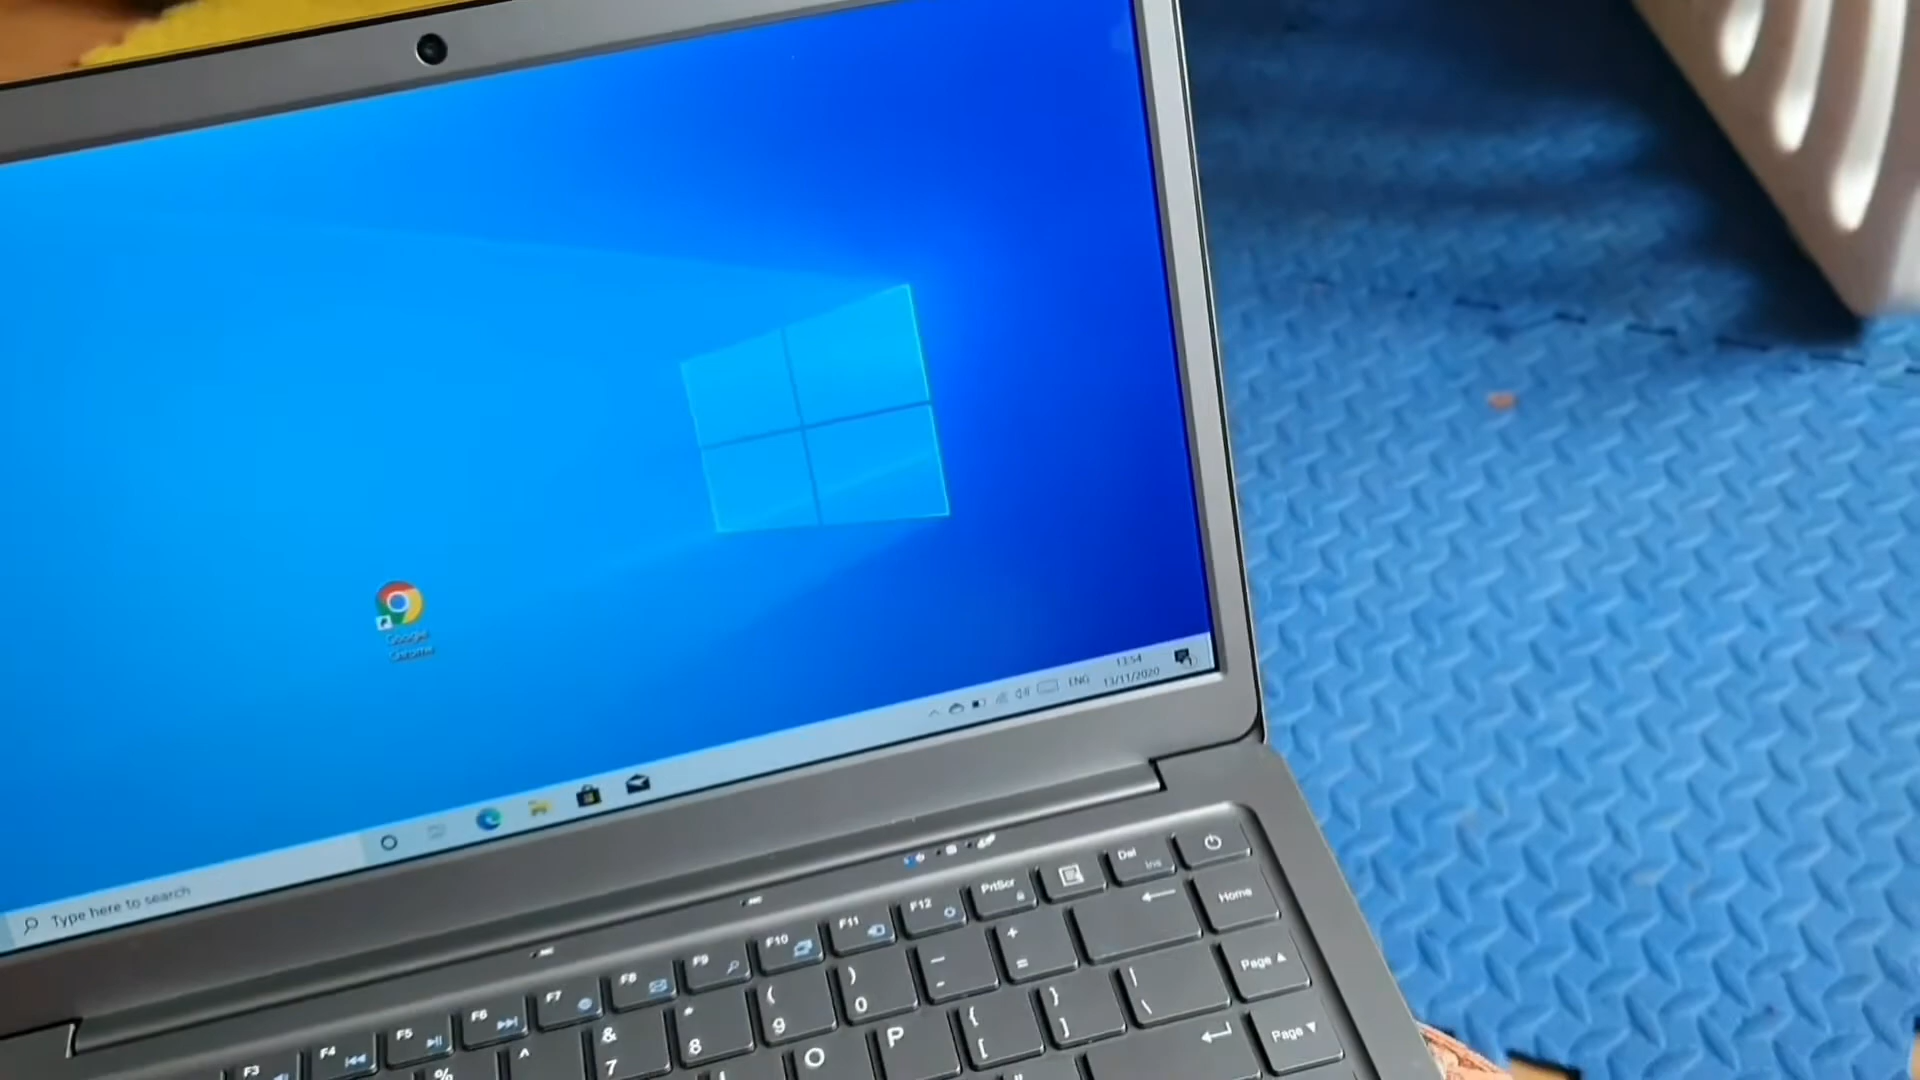 Google
Chrome
13:54
ENG
13/11/2020
Type here to search
Del
Ins
PrtScr
Home
F12
F11
F10
F9
F8
F7
F6
F5
F4
F3
+
=
_
-
)
0
(
9
*
8
&
7
^
%
Page ▲
|
\
}
]
{
[
P
O
Page ▼